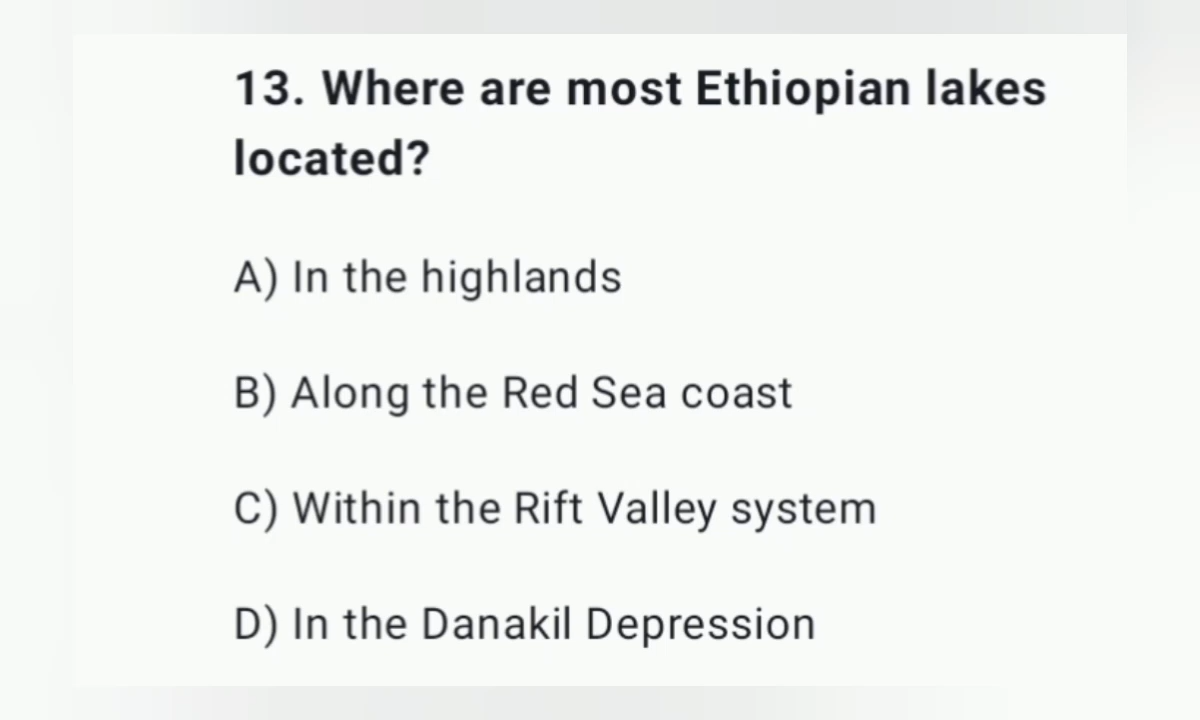 13. Where are most Ethiopian lakes
located?
A) In the highlands
B) Along the Red Sea coast
C) Within the Rift Valley system
D) In the Danakil Depression